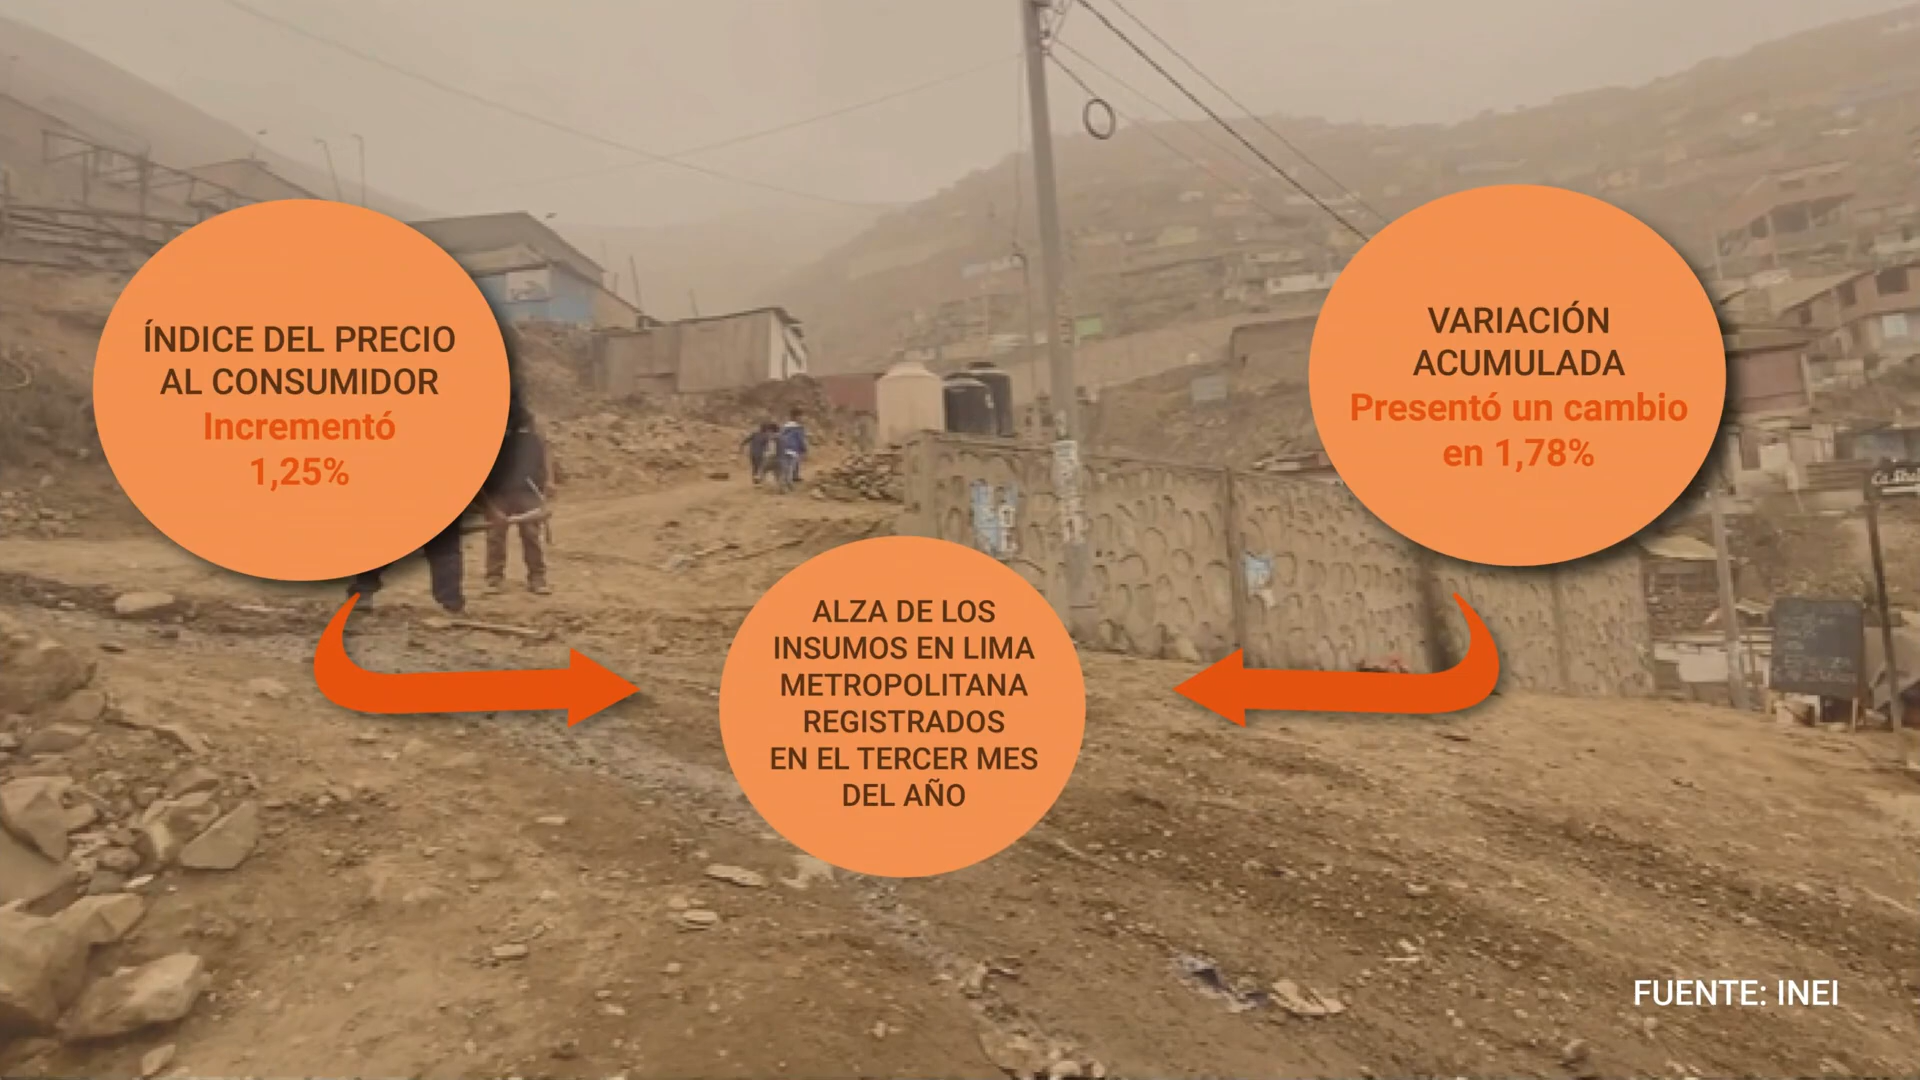 ÍNDICE DEL PRECIO
AL CONSUMIDOR
Incrementó
1,25%
VARIACIÓN
ACUMULADA
Presentó un cambio
en 1,78%
ALZA DE LOS
INSUMOS EN LIMA
METROPOLITANA
REGISTRADOS
EN EL TERCER MES
DEL AÑO
FUENTE: INEI